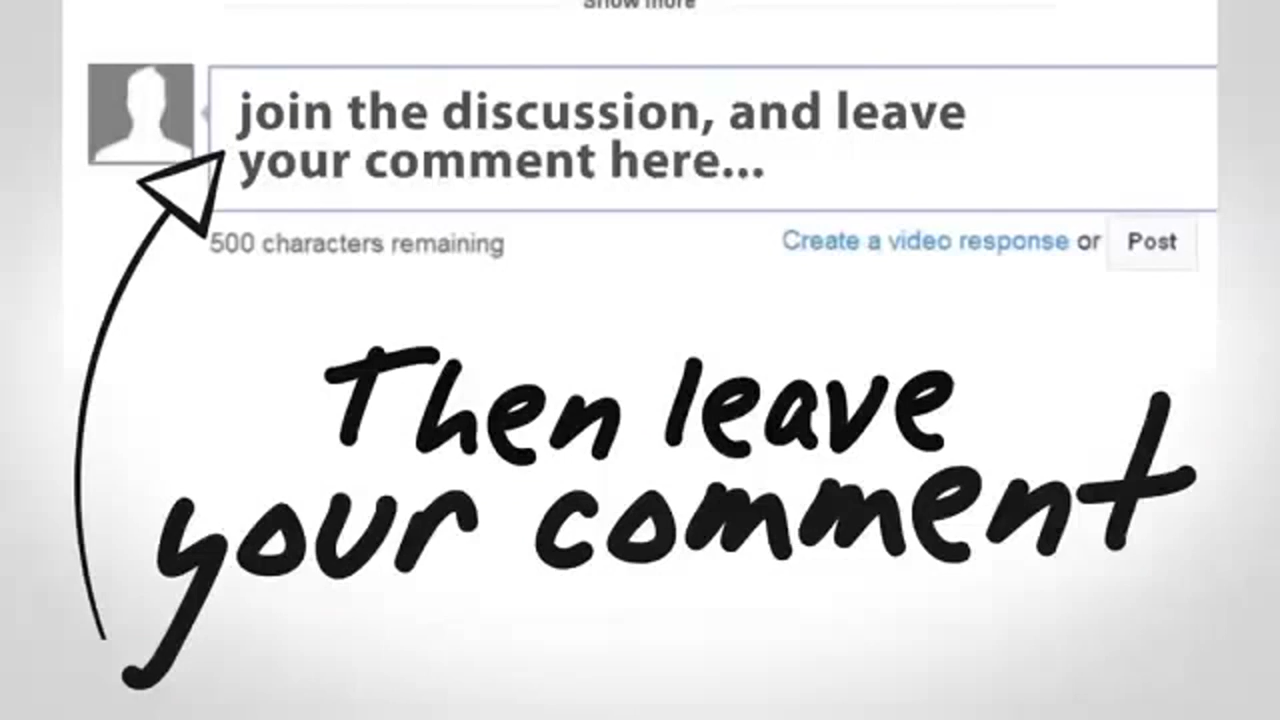 Show more
join the discussion, and leave
your comment here...
500 characters remaining
Create a video response or Post
Then leave
your comment